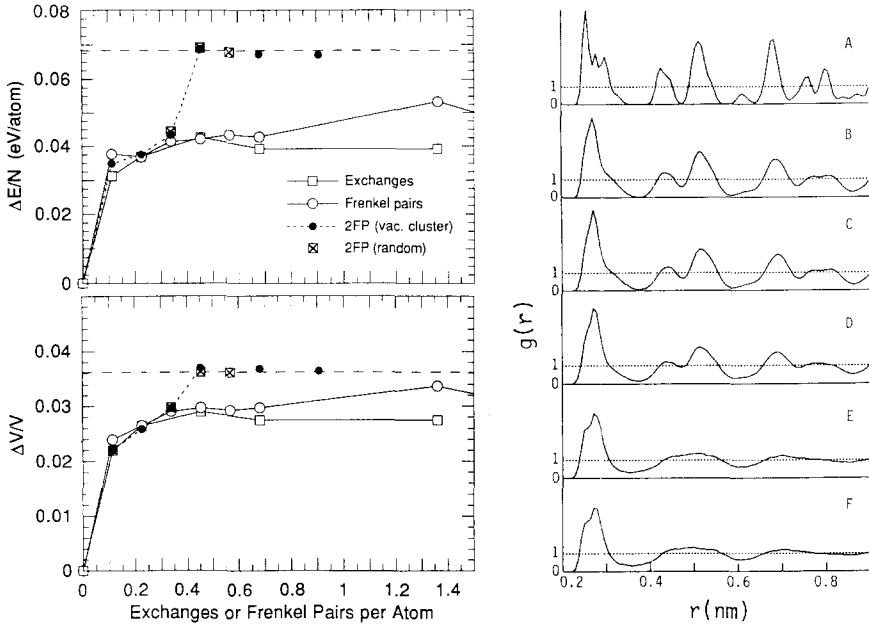 ΔE/N (eV/atom)
0.08
0.06
0.04
0.02
0
Exchanges
Frenkel pairs
2FP (vac. cluster)
2FP (random)
ΔV/V
0.04
0.03
0.02
0.01
0
0 0.2 0.4 0.6 0.8 1 1.2 1.4
Exchanges or Frenkel Pairs per Atom
g(r)
A
1
0
B
1
0
C
1
0
D
1
0
E
1
0
F
1
0
0.2 0.4 0.6 0.8
r(nm)